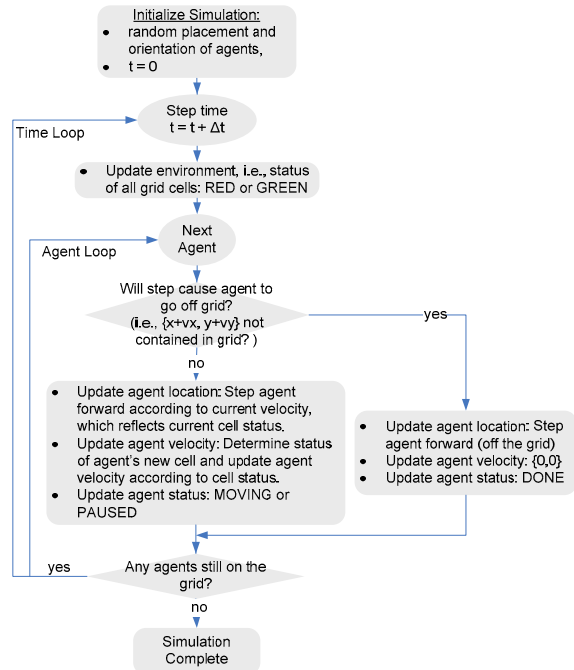 Initialize Simulation:
• random placement and
orientation of agents,
• t = 0
Step time
t = t + Δt
Time Loop
• Update environment, i.e., status
of all grid cells: RED or GREEN
Next
Agent
Agent Loop
Will step cause agent to
go off grid?
(i.e., {x+vx, y+vy} not
contained in grid? )
yes
no
• Update agent location: Step agent
forward according to current velocity,
which reflects current cell status.
• Update agent velocity: Determine status
of agent's new cell and update agent
velocity according to cell status.
• Update agent status: MOVING or
PAUSED
• Update agent location: Step
agent forward (off the grid)
• Update agent velocity: {0,0}
• Update agent status: DONE
yes
Any agents still on the
grid?
no
Simulation
Complete